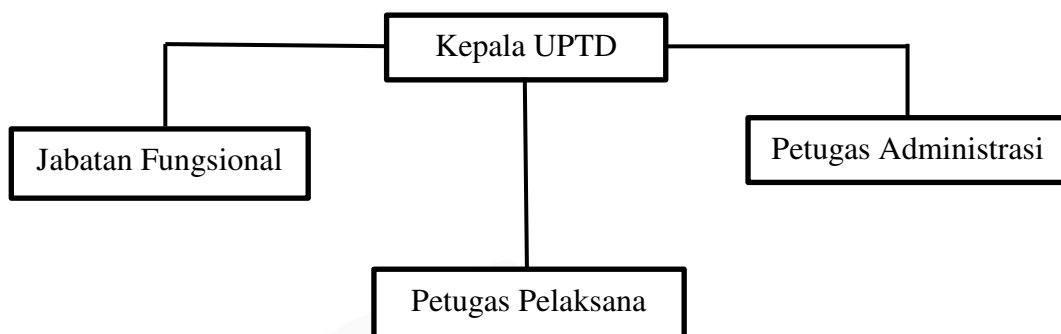 Kepala UPTD
Jabatan Fungsional
Petugas Administrasi
Petugas Pelaksana